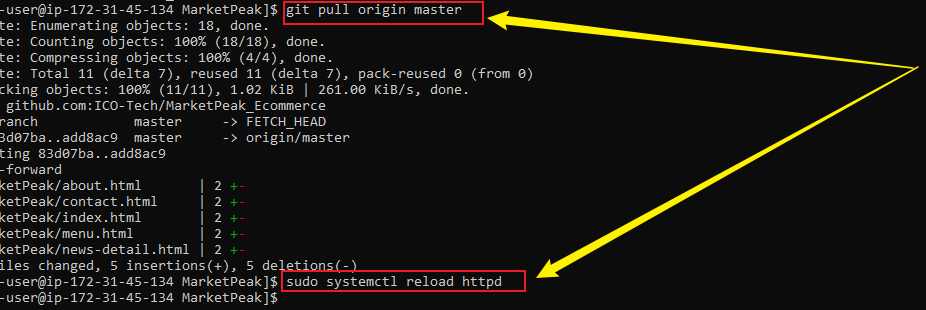 -user@ip-172-31-45-134 MarketPeak]$ git pull origin master
te: Enumerating objects: 18, done.
te: Counting objects: 100% (18/18), done.
te: Compressing objects: 100% (4/4), done.
te: Total 11 (delta 7), reused 11 (delta 7), pack-reused 0 (from 0)
cking objects: 100% (11/11), 1.02 KiB | 261.00 KiB/s, done.
github.com:ICO-Tech/MarketPeak_Ecommerce
ranch master -> FETCH_HEAD
3d07ba..add8ac9 master -> origin/master
ting 83d07ba..add8ac9
-forward
ketPeak/about.html | 2 +-
ketPeak/contact.html | 2 +-
ketPeak/index.html | 2 +-
ketPeak/menu.html | 2 +-
ketPeak/news-detail.html | 2 +-
iles changed, 5 insertions(+), 5 deletions(-)
-user@ip-172-31-45-134 MarketPeak]$ sudo systemctl reload httpd
-user@ip-172-31-45-134 MarketPeak]$